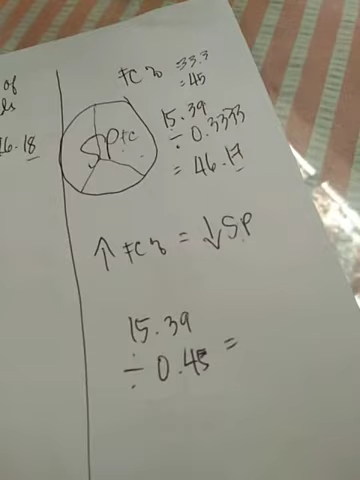 of
46.18
FC% = 33.3
= 45
SP FC
15.39
÷ 0.3333
= 46.17
↑ FC% = ↓ SP
15.39
÷ 0.45 =